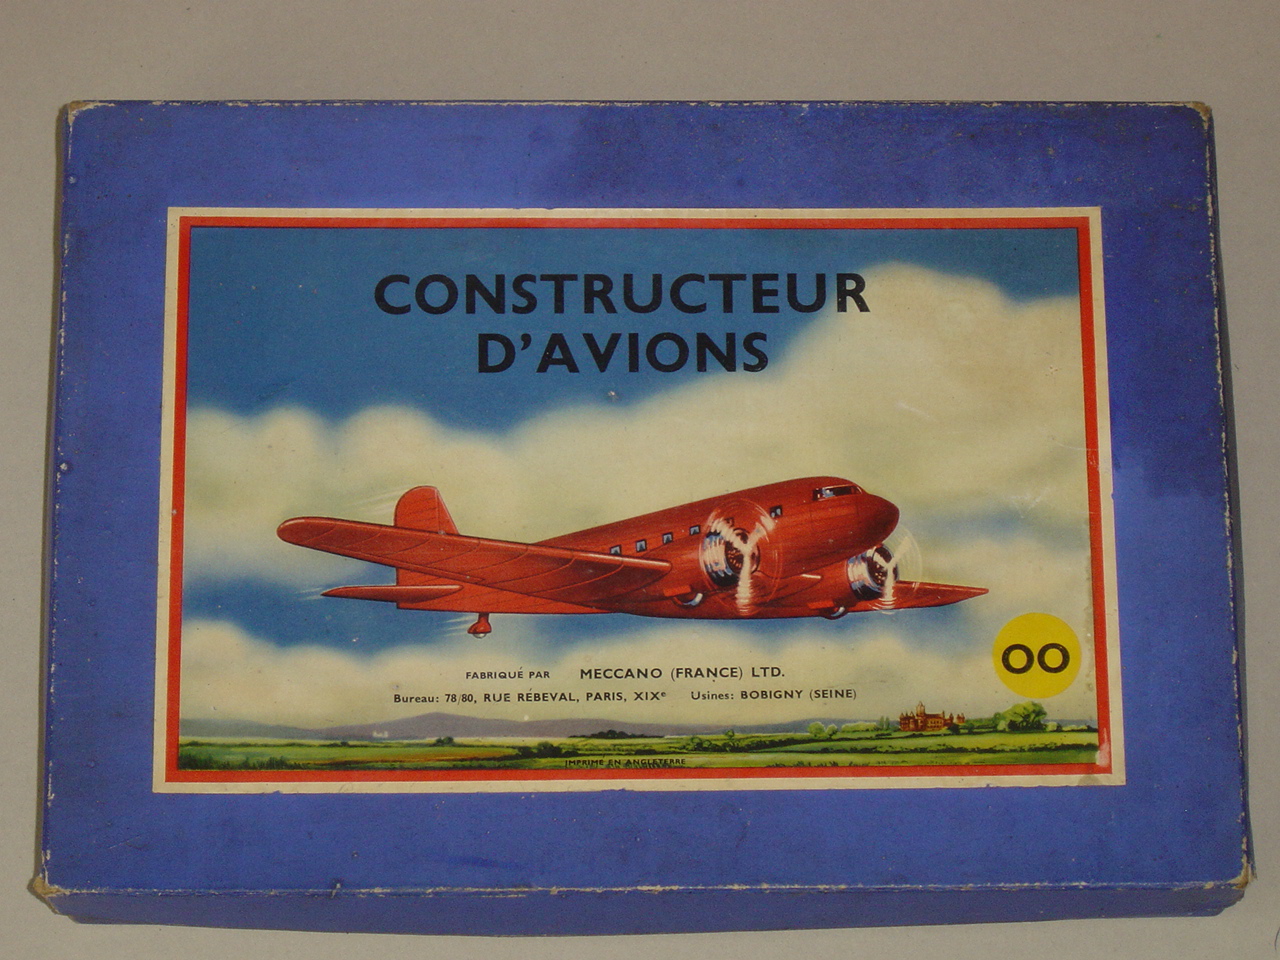 CONSTRUCTEUR
D'AVIONS
OO
FABRIQUÉ PAR MECCANO (FRANCE) LTD.
Bureau: 78/80, RUE RÉBEVAL, PARIS, XIXe Usines: BOBIGNY (SEINE)
IMPRIMÉ EN ANGLETERRE